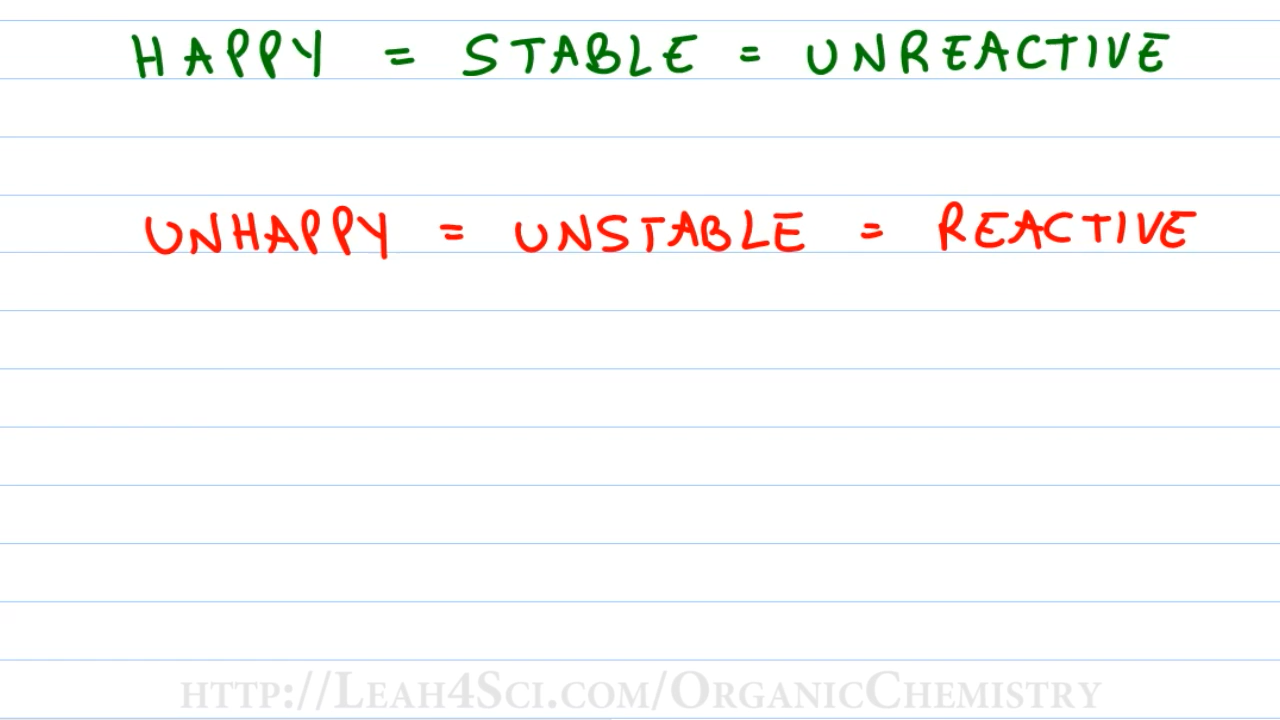 HAPPY = STABLE = UNREACTIVE
UNHAPPY = UNSTABLE = REACTIVE
HTTP://LEAH4SCI.COM/ORGANICCHEMISTRY